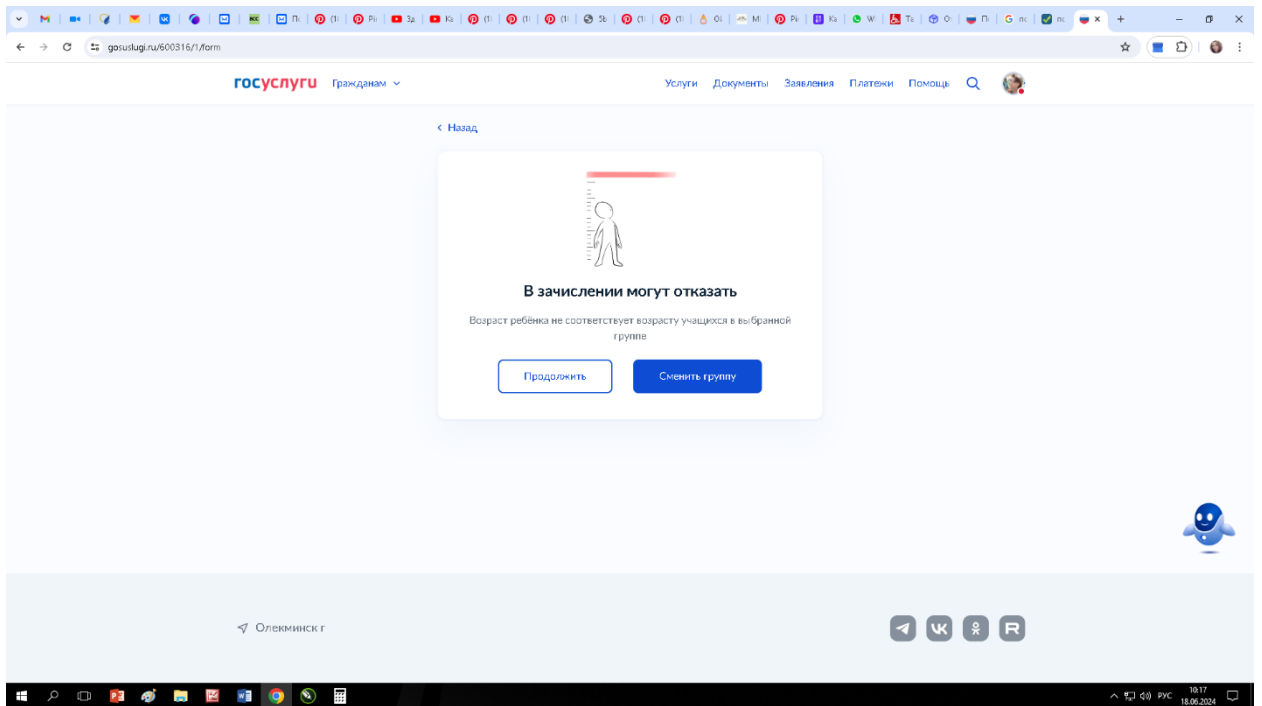 gosuslugi.ru/600316/1/form
госуслуги Гражданам Услуги Документы Заявления Платежи Помощь
Назад
В зачислении могут отказать
Возраст ребёнка не соответствует возрасту учащихся в выбранной
группе
Продолжить Сменить группу
Олекминск г
РУС 10:17
18.06.2024